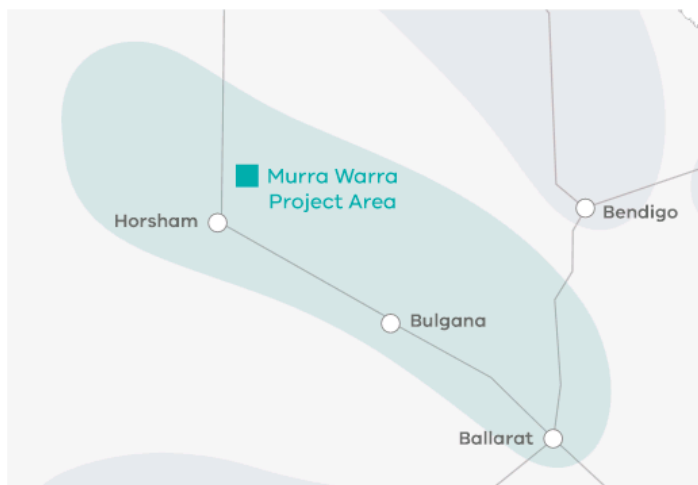 Murra Warra
Project Area
Horsham
Bendigo
Bulgana
Ballarat